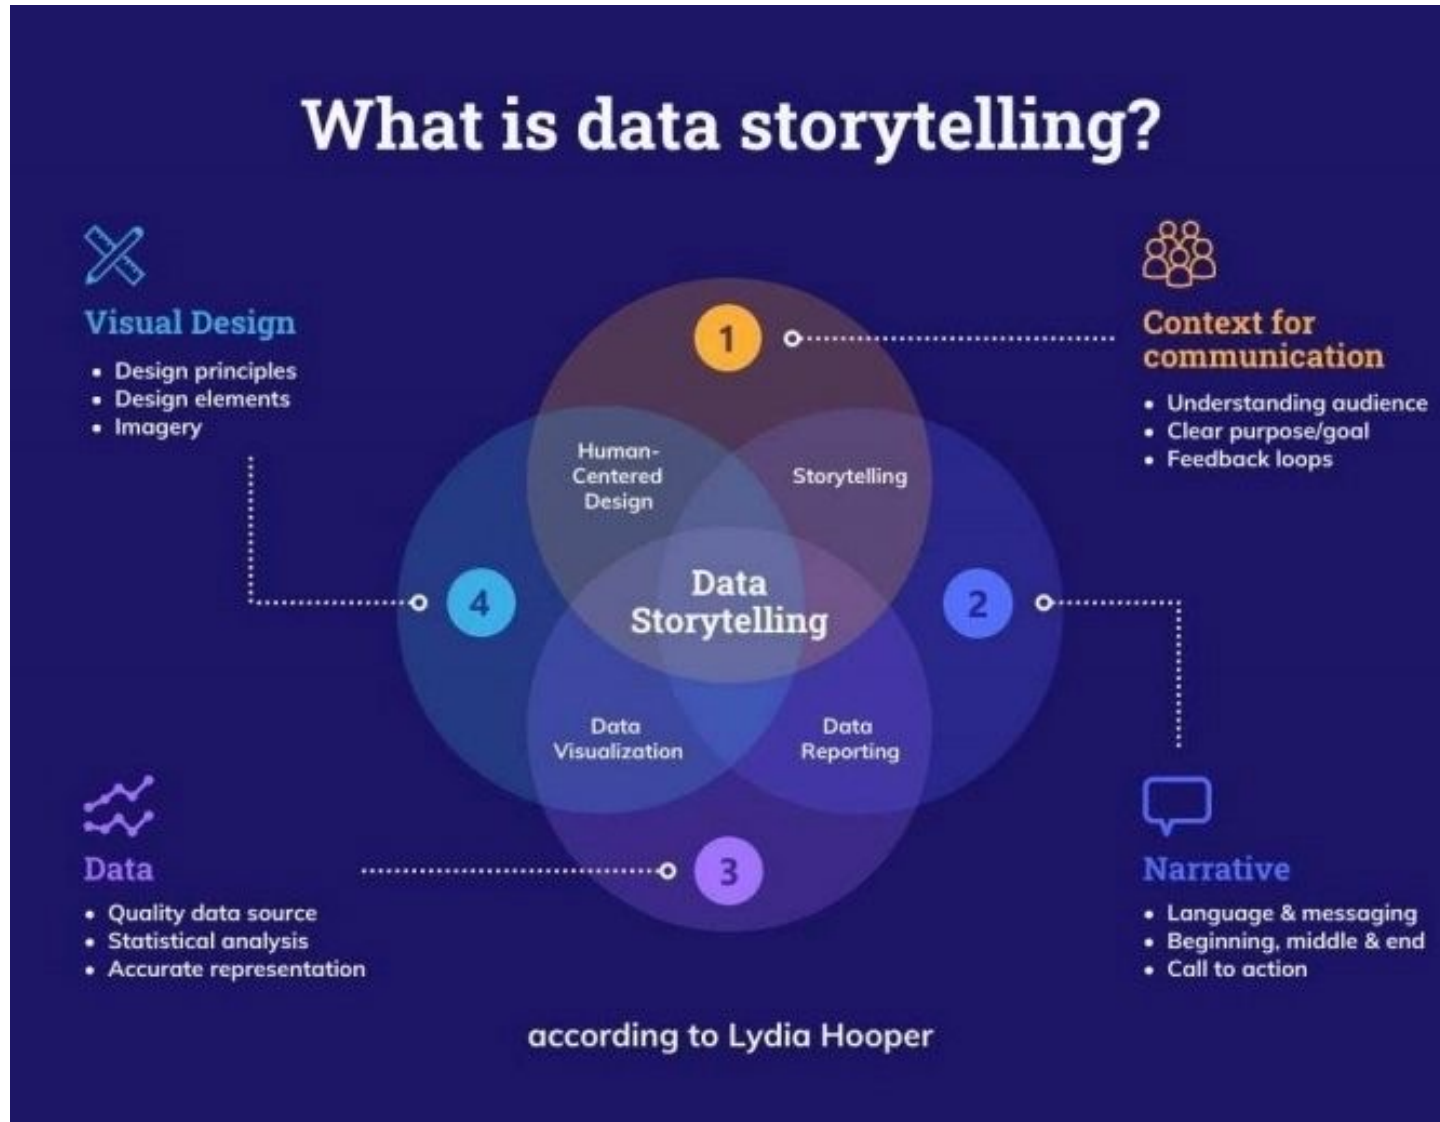 What is data storytelling?
Visual Design
• Design principles
• Design elements
• Imagery
1
Context for
communication
• Understanding audience
• Clear purpose/goal
• Feedback loops
Human-
Centered
Design
Storytelling
4
Data
Storytelling
2
Data
Visualization
Data
Reporting
Data
• Quality data source
• Statistical analysis
• Accurate representation
3
Narrative
• Language & messaging
• Beginning, middle & end
• Call to action
according to Lydia Hooper